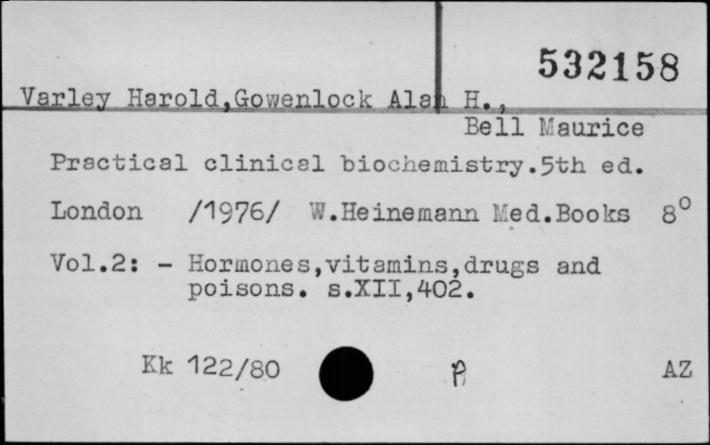 532158
Varley Harold,Gowenlock Alan H.,
Bell Maurice
Practical clinical biochemistry.5th ed.
London /1976/ W.Heinemann Med.Books 8°
Vol.2: - Hormones,vitamins,drugs and
poisons. s.XII,402.
Kk 122/80 AZ